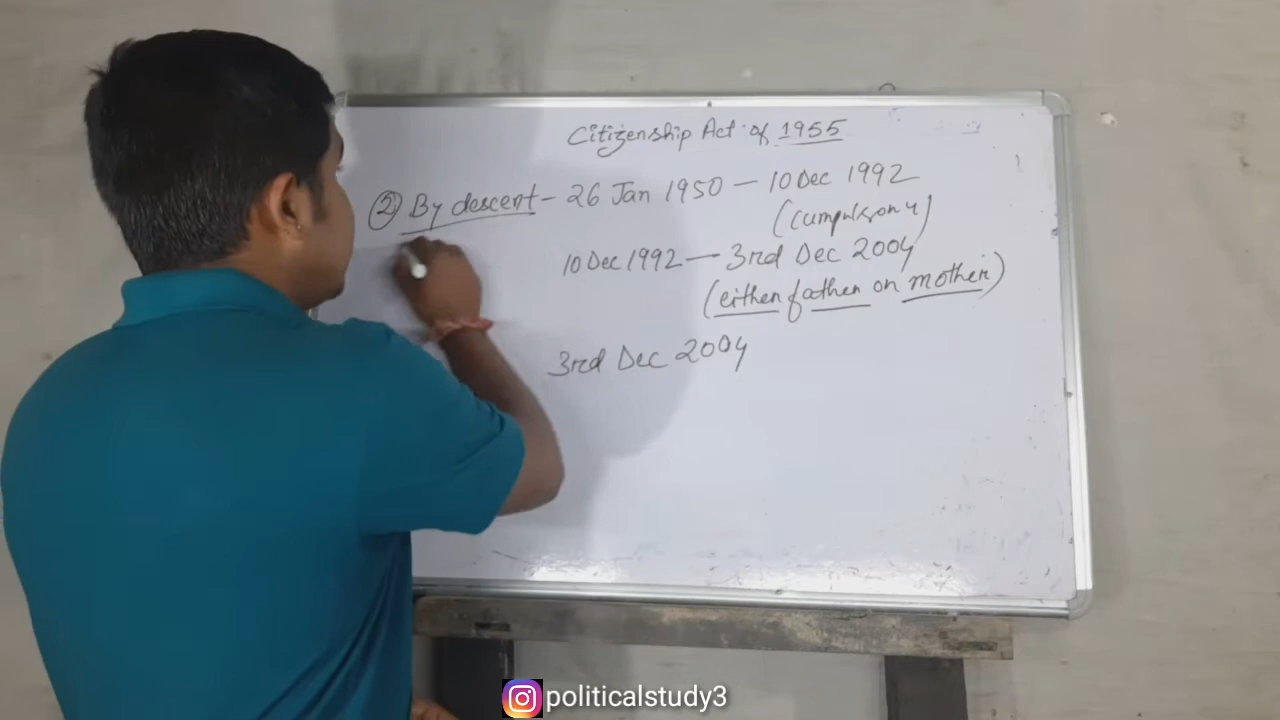 Citizenship Act of 1955
② By descent - 26 Jan 1950 - 10 Dec 1992
(cumpulsory)
10 Dec 1992 - 3rd Dec 2004
(either father or mother)
3rd Dec 2004
politicalstudy3